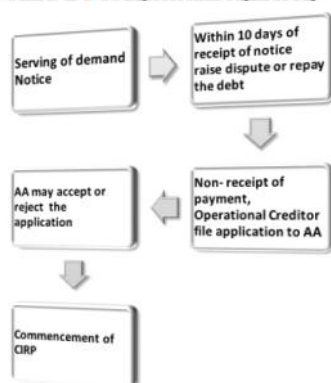 Serving of demand
Notice
Within 10 days of
receipt of notice
raise dispute or repay
the debt
Non- receipt of
payment,
Operational Creditor
file application to AA
AA may accept or
reject the
application
Commencement of
CIRP